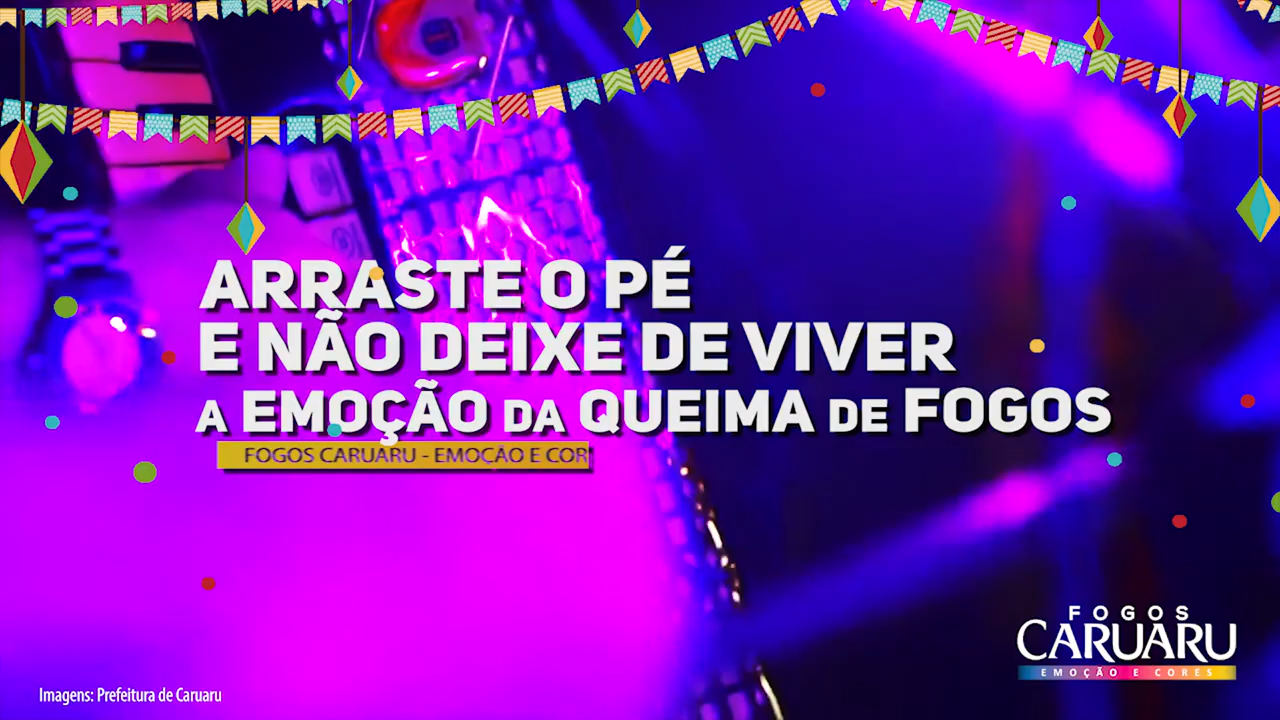 ARRASTE O PÉ
E NÃO DEIXE DE VIVER
A EMOÇÃO DA QUEIMA DE FOGOS
FOGOS CARUARU - EMOÇÃO E COR
FOGOS
CARUARU
EMOÇÃO E CORES
Imagens: Prefeitura de Caruaru